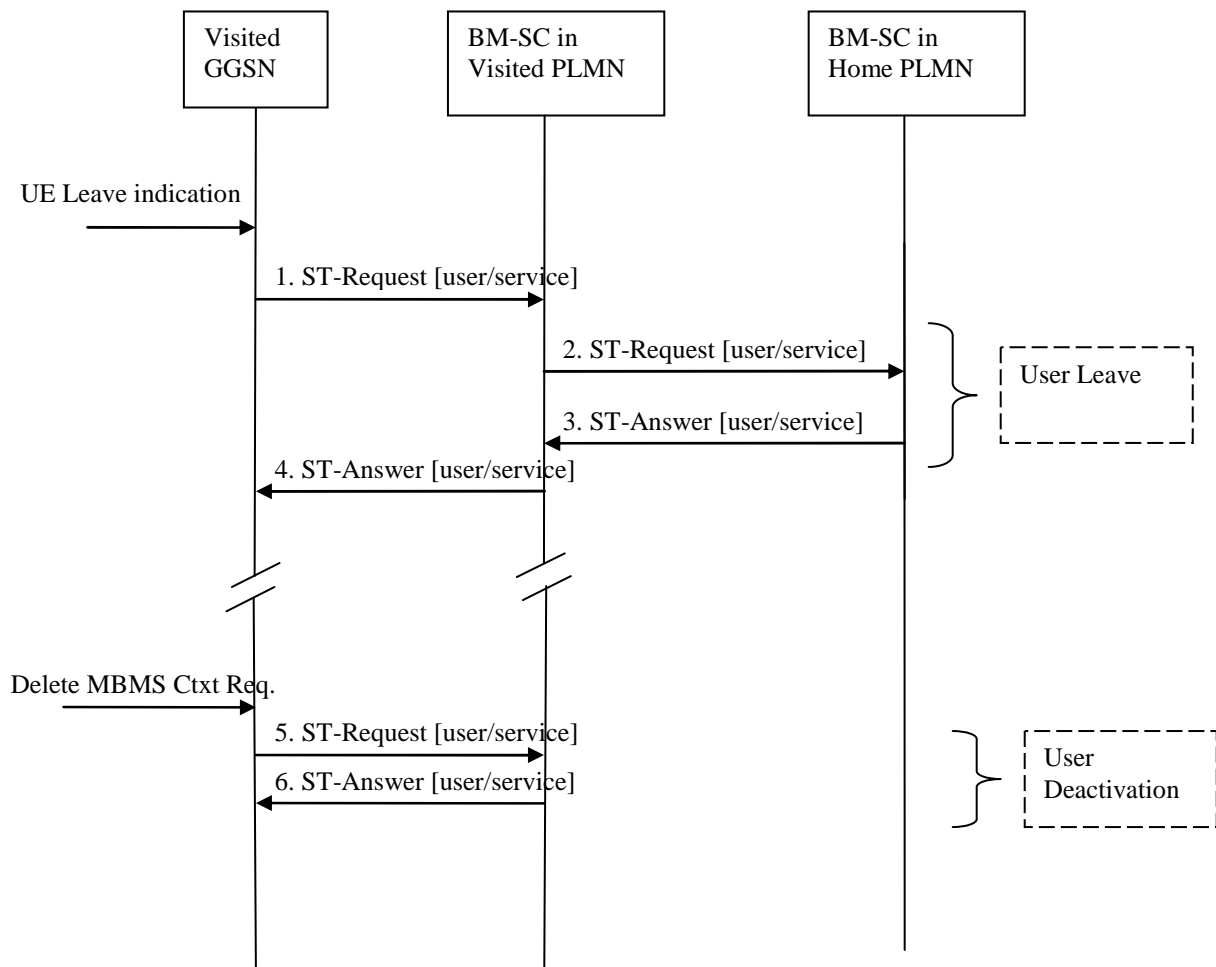 Visited
GGSN
BM-SC in
Visited PLMN
BM-SC in
Home PLMN
UE Leave indication
1. ST-Request [user/service]
2. ST-Request [user/service]
User Leave
3. ST-Answer [user/service]
4. ST-Answer [user/service]
Delete MBMS Ctxt Req.
5. ST-Request [user/service]
6. ST-Answer [user/service]
User
Deactivation